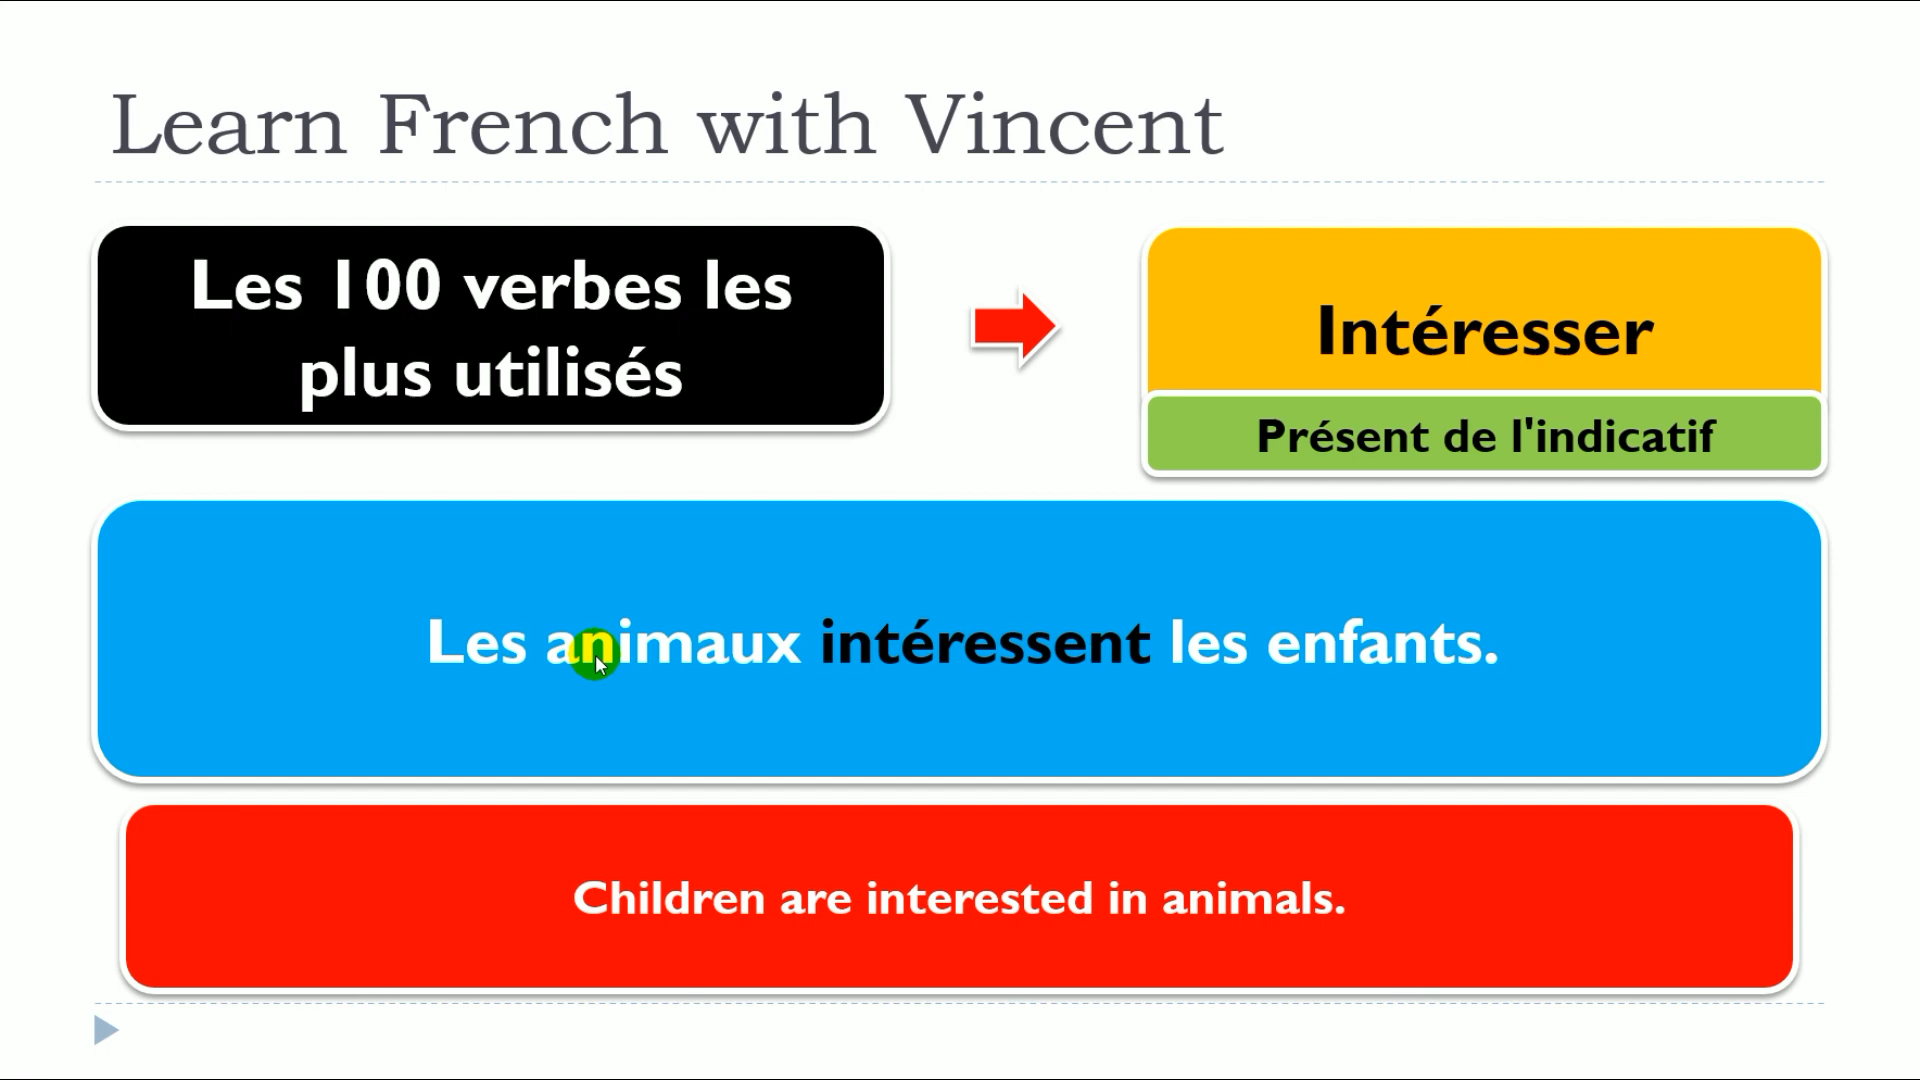 Learn French with Vincent
Les 100 verbes les
plus utilisés
Intéresser
Présent de l'indicatif
Les animaux intéressent les enfants.
Children are interested in animals.